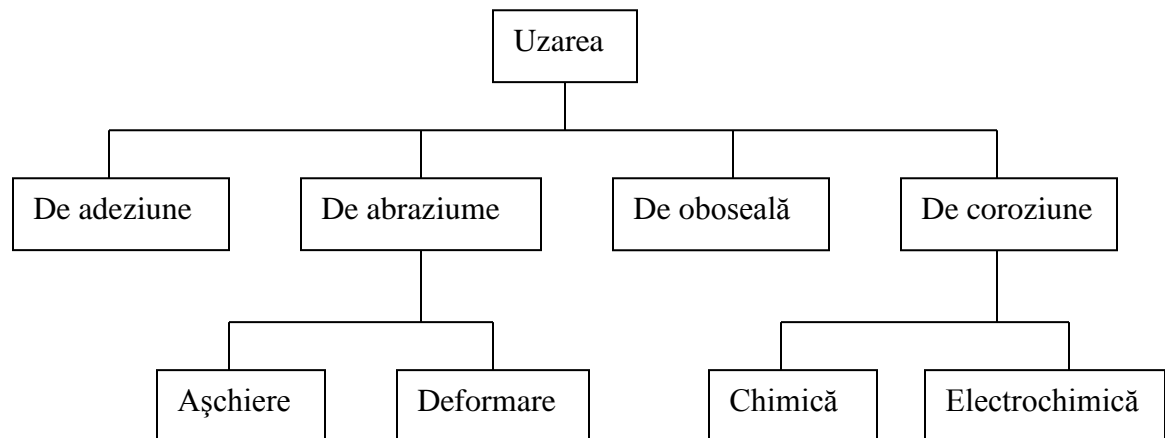 Uzarea
De adeziune
De abraziume
De oboseală
De coroziune
Aşchiere
Deformare
Chimică
Electrochimică